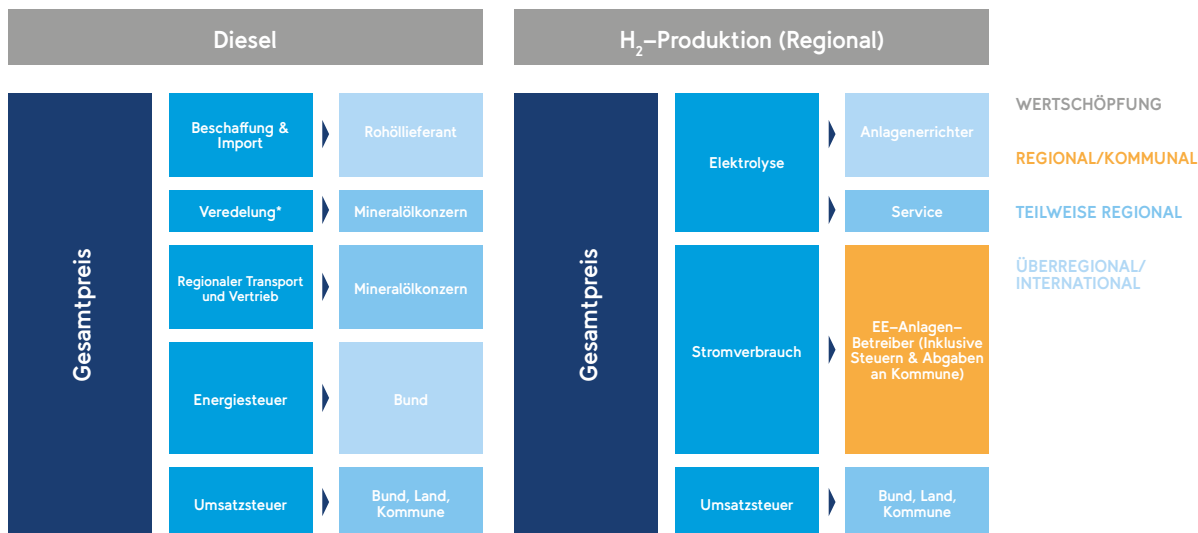 Diesel
Gesamtpreis
Beschaffung &
Import
Rohöllieferant
Veredelung*
Mineralölkonzern
Regionaler Transport
und Vertrieb
Mineralölkonzern
Energiesteuer
Bund
Umsatzsteuer
Bund, Land,
Kommune
H₂–Produktion (Regional)
Gesamtpreis
Elektrolyse
Anlagenerrichter
Service
Stromverbrauch
EE–Anlagen–
Betreiber (Inklusive
Steuern & Abgaben
an Kommune)
Umsatzsteuer
Bund, Land,
Kommune
WERTSCHÖPFUNG
REGIONAL/KOMMUNAL
TEILWEISE REGIONAL
ÜBERREGIONAL/
INTERNATIONAL